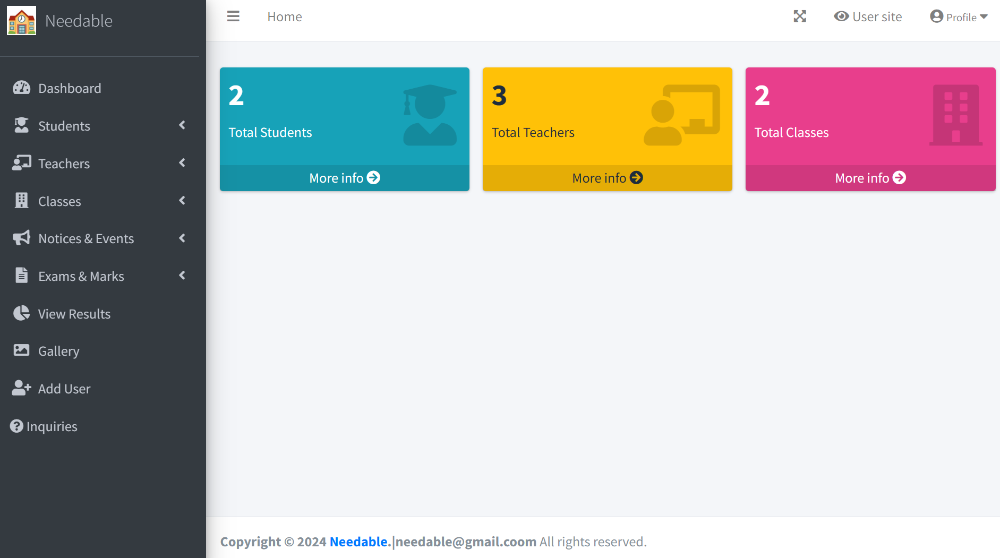 Needable
Home
User site
Profile
Dashboard
Students
Teachers
Classes
Notices & Events
Exams & Marks
View Results
Gallery
Add User
Inquiries
2
Total Students
More info
3
Total Teachers
More info
2
Total Classes
More info
Copyright © 2024 Needable.|needable@gmail.coom All rights reserved.